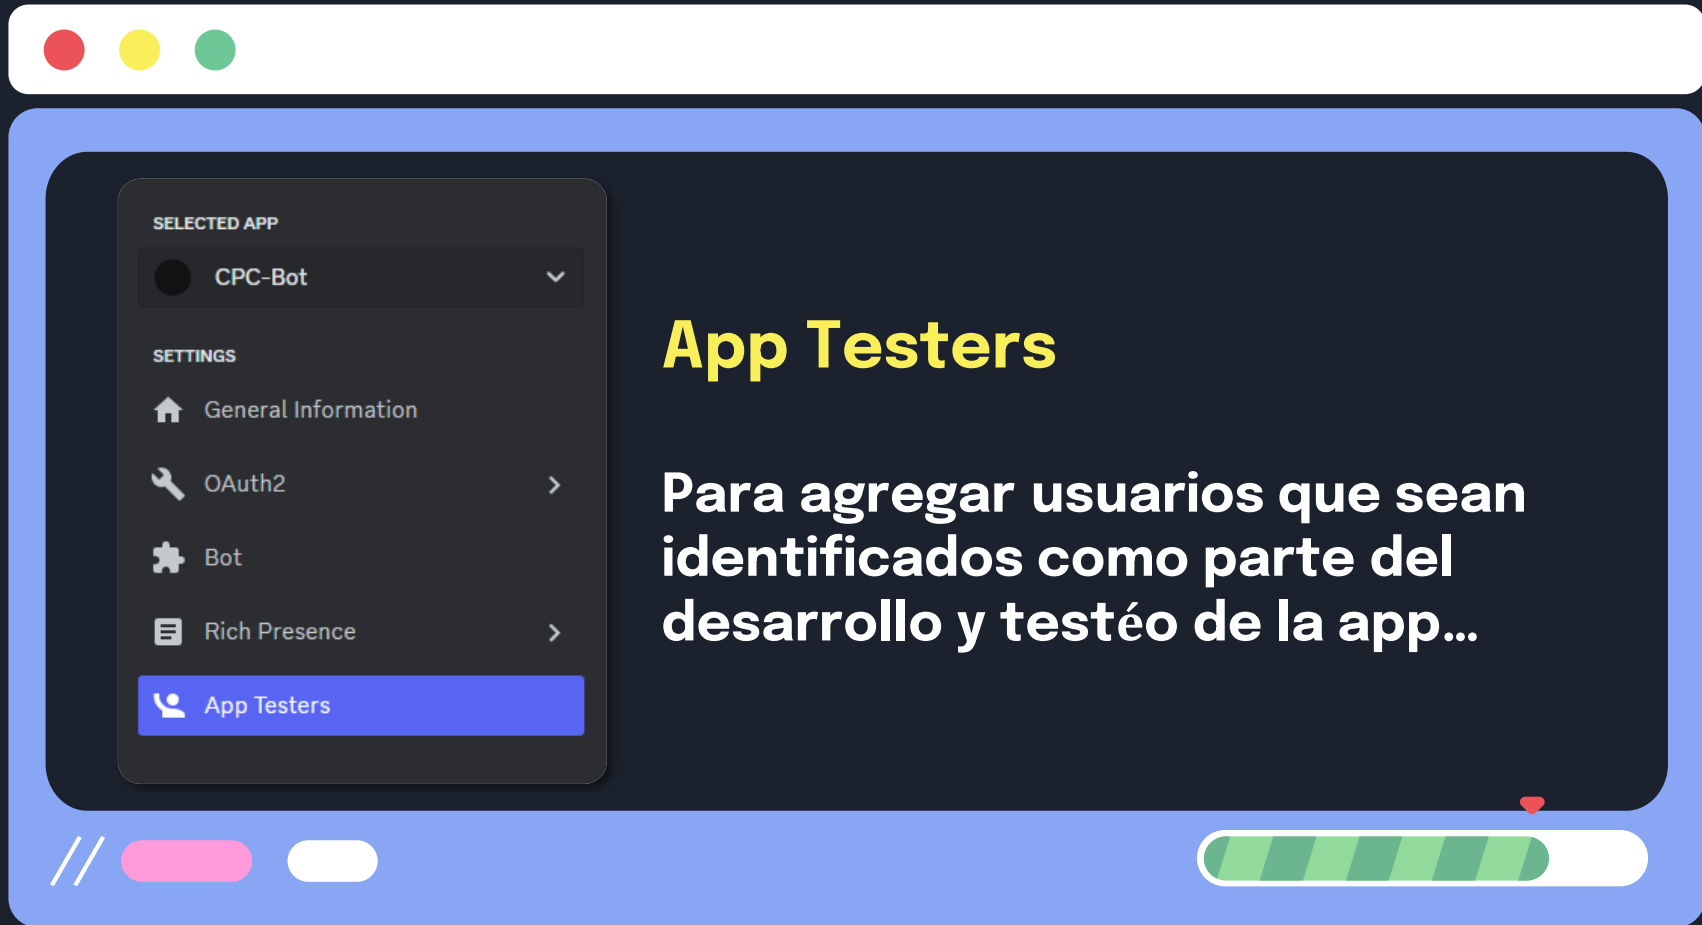 SELECTED APP
CPC-Bot
SETTINGS
General Information
OAuth2
Bot
Rich Presence
App Testers
App Testers
Para agregar usuarios que sean
identificados como parte del
desarrollo y testéo de la app...